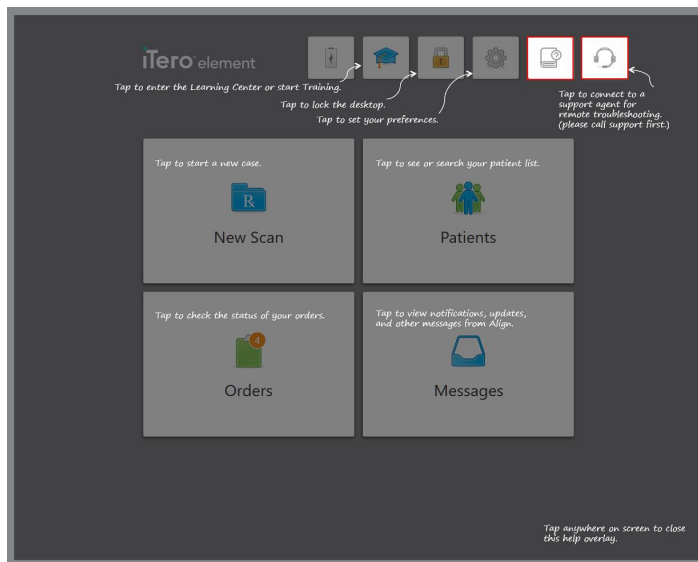 iTero element
Tap to enter the Learning Center or start Training.
Tap to lock the desktop.
Tap to set your preferences.
Tap to connect to a
support agent for
remote troubleshooting.
(please call support first.)
Tap to start a new case.
R
New Scan
Tap to see or search your patient list.
Patients
Tap to check the status of your orders.
4
Orders
Tap to view notifications, updates,
and other messages from Align.
Messages
Tap anywhere on screen to close
this help overlay.